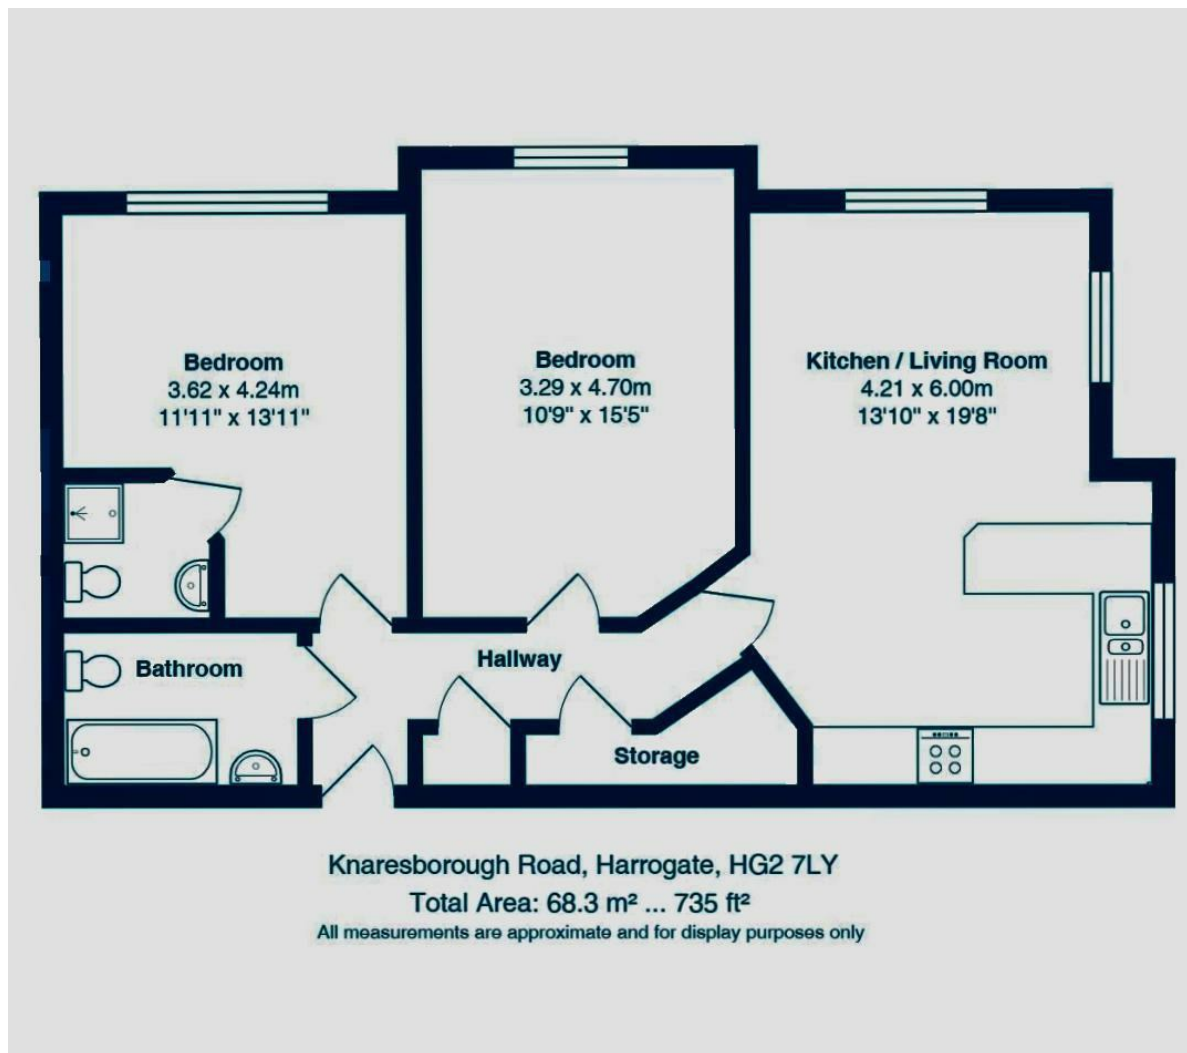 Bedroom
3.62 x 4.24m
11'11" x 13'11"
Bedroom
3.29 x 4.70m
10'9" x 15'5"
Kitchen / Living Room
4.21 x 6.00m
13'10" x 19'8"
Bathroom
Hallway
Storage
Knaresborough Road, Harrogate, HG2 7LY
Total Area: 68.3 m² ... 735 ft²
All measurements are approximate and for display purposes only